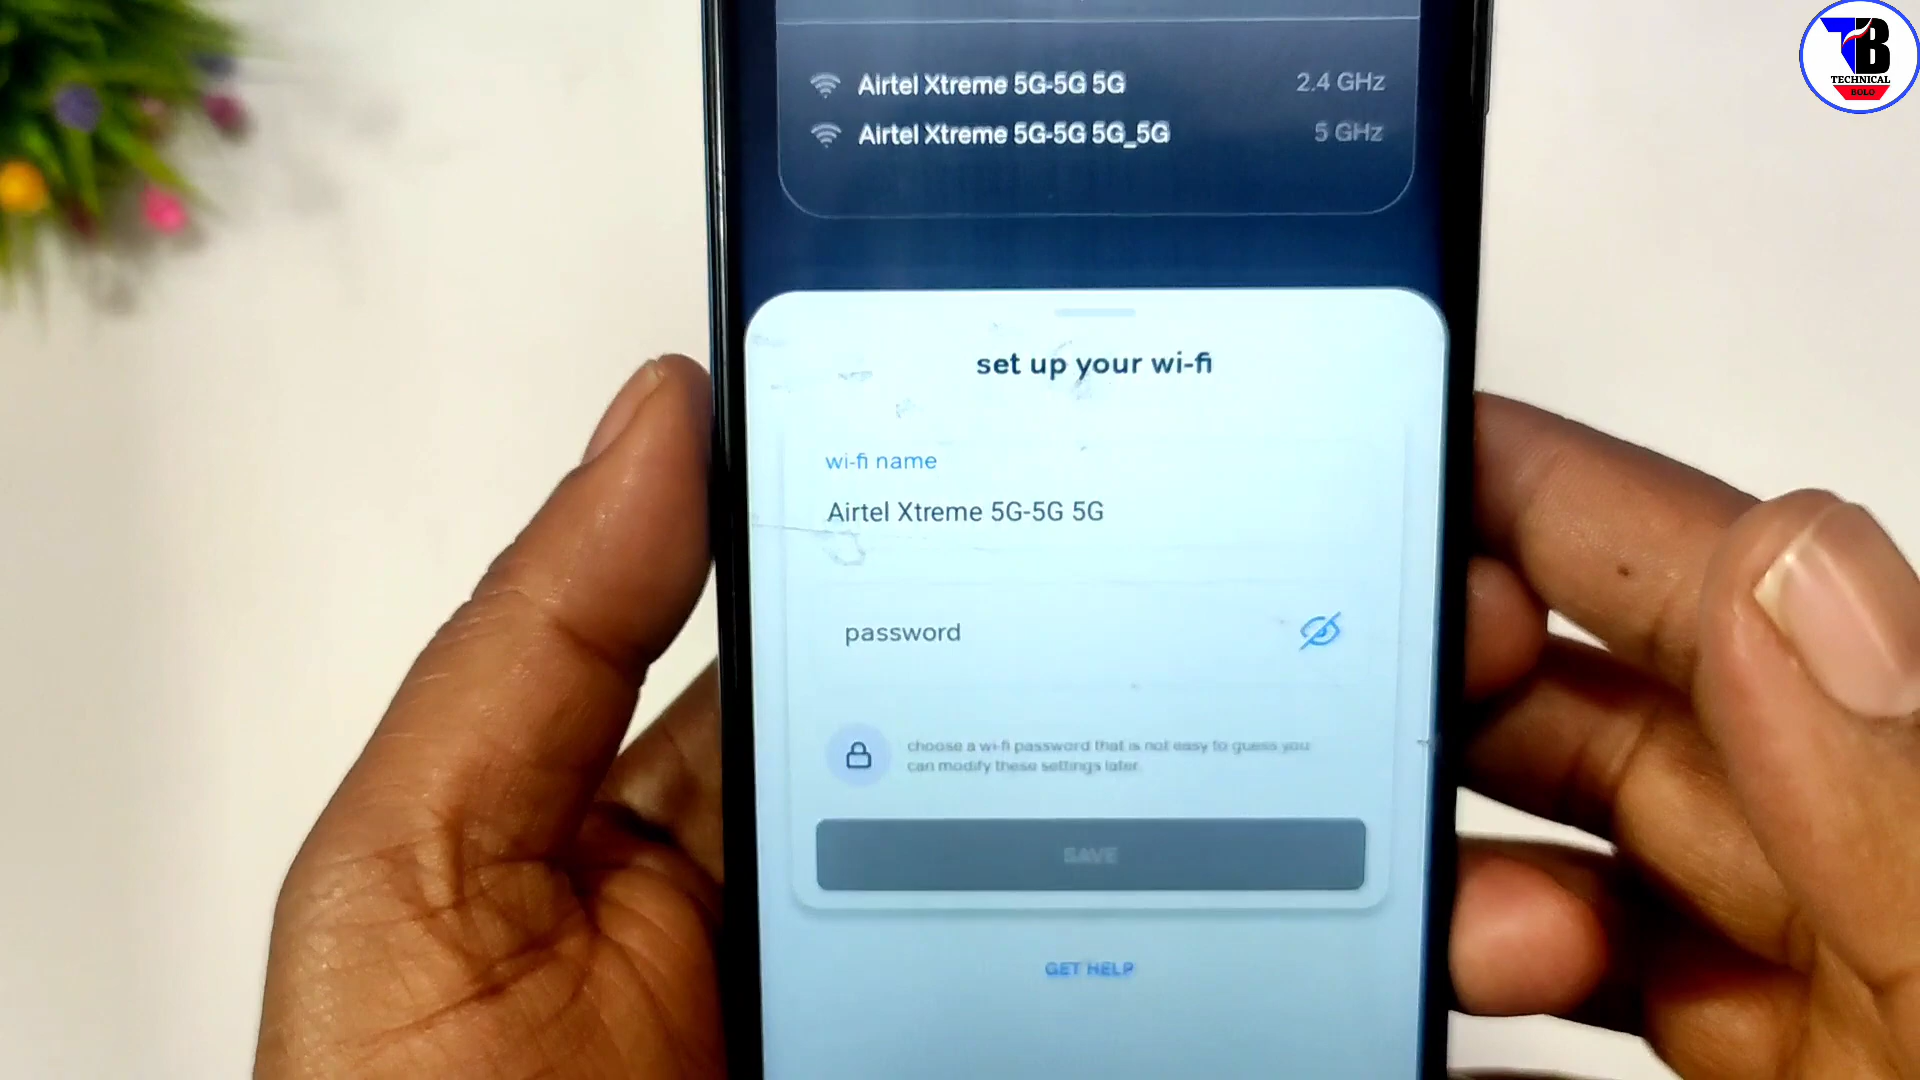 Airtel Xtreme 5G-5G 5G 2.4 GHz
Airtel Xtreme 5G-5G 5G_5G 5 GHz
set up your wi-fi
wi-fi name
Airtel Xtreme 5G-5G 5G
password
choose a wi-fi password that is not easy to guess you
can modify these settings later.
SAVE
GET HELP
TB
TECHNICAL
BOLO